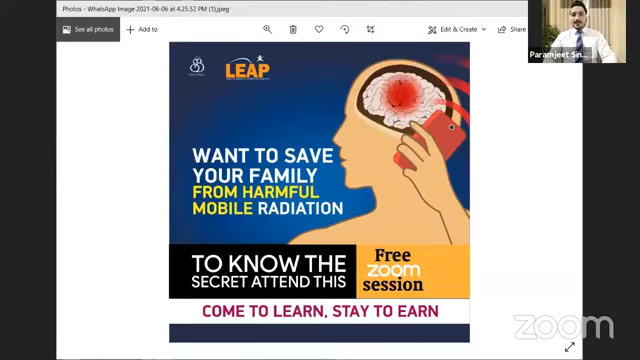 Photos - WhatsApp Image 2021-06-06 at 4.25.52 PM (1).jpeg
See all photos
Add to
Edit & Create
Share
Paramjeet Sin...
LEAP
WANT TO SAVE
YOUR FAMILY
FROM HARMFUL
MOBILE RADIATION
TO KNOW THE
SECRET ATTEND THIS
Free
zoom
session
COME TO LEARN, STAY TO EARN
zoom